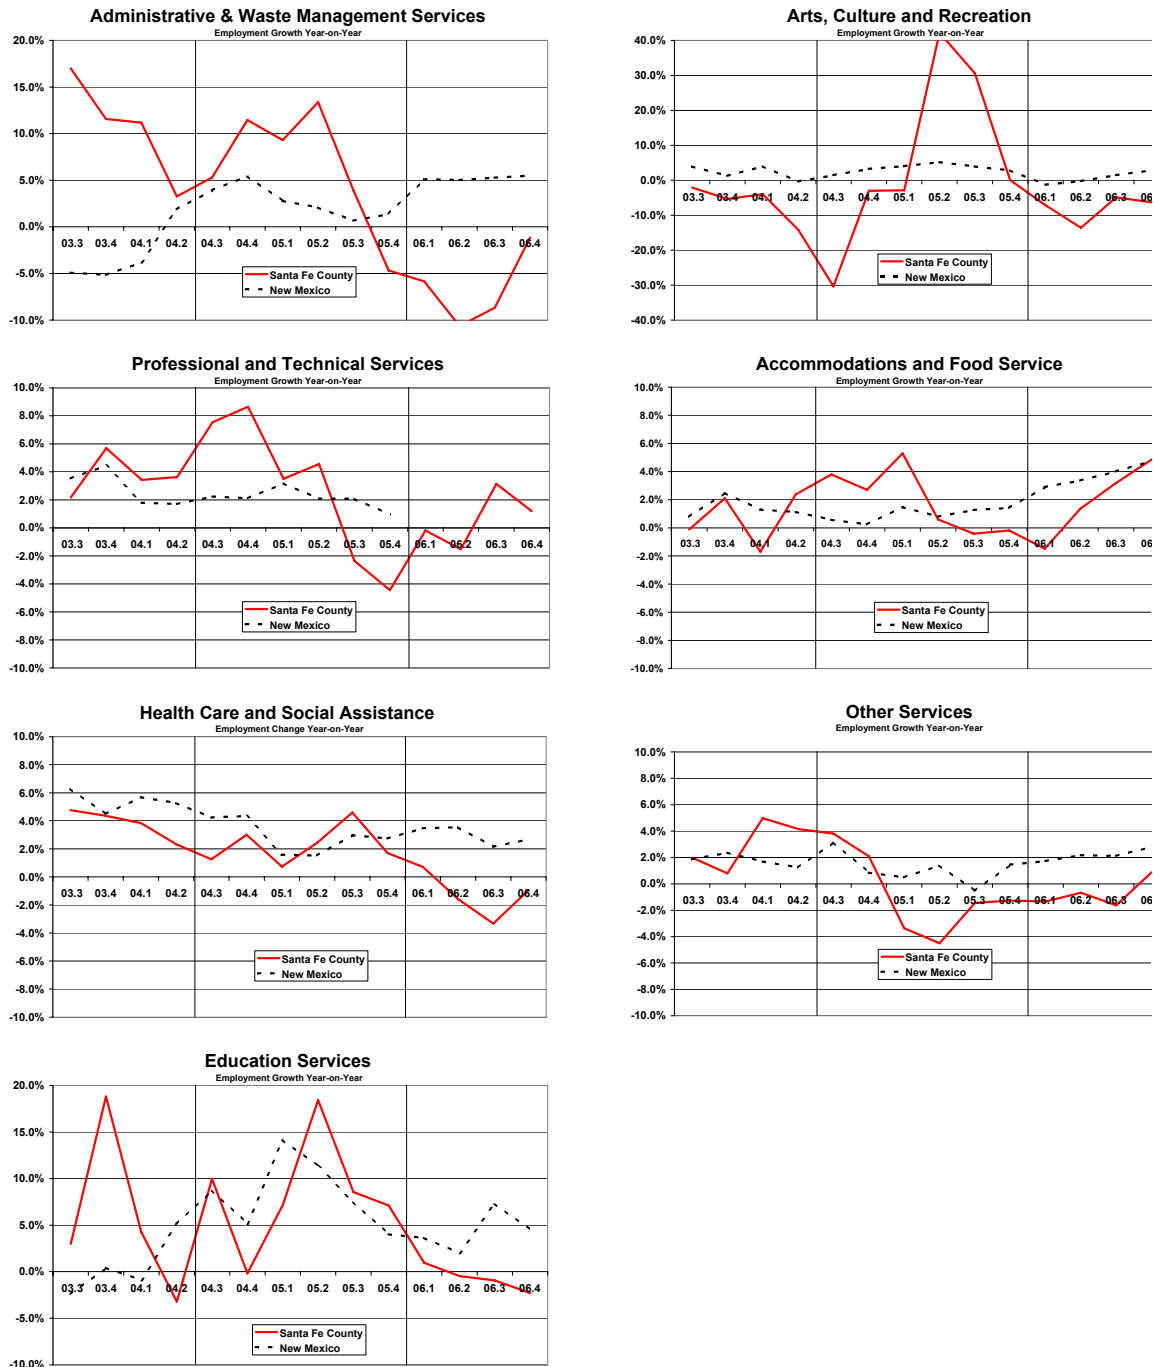 Administrative & Waste Management Services
Employment Growth Year-on-Year
20.0%
15.0%
10.0%
5.0%
0.0%
-5.0%
-10.0%
03.3 03.4 04.1 04.2 04.3 04.4 05.1 05.2 05.3 05.4 06.1 06.2 06.3 06.4
Santa Fe County
New Mexico
Arts, Culture and Recreation
Employment Growth Year-on-Year
40.0%
30.0%
20.0%
10.0%
0.0%
-10.0%
-20.0%
-30.0%
-40.0%
03.3 03.4 04.1 04.2 04.3 04.4 05.1 05.2 05.3 05.4 06.1 06.2 06.3 06
Santa Fe County
New Mexico
Professional and Technical Services
Employment Growth Year-on-Year
10.0%
8.0%
6.0%
4.0%
2.0%
0.0%
-2.0%
-4.0%
-6.0%
-8.0%
-10.0%
03.3 03.4 04.1 04.2 04.3 04.4 05.1 05.2 05.3 05.4 06.1 06.2 06.3 06.4
Santa Fe County
New Mexico
Accommodations and Food Service
Employment Growth Year-on-Year
10.0%
8.0%
6.0%
4.0%
2.0%
0.0%
-2.0%
-4.0%
-6.0%
-8.0%
-10.0%
03.3 03.4 04.1 04.2 04.3 04.4 05.1 05.2 05.3 05.4 06.1 06.2 06.3 06
Santa Fe County
New Mexico
Health Care and Social Assistance
Employment Change Year-on-Year
10.0%
8.0%
6.0%
4.0%
2.0%
0.0%
-2.0%
-4.0%
-6.0%
-8.0%
-10.0%
03.3 03.4 04.1 04.2 04.3 04.4 05.1 05.2 05.3 05.4 06.1 06.2 06.3 06.4
Santa Fe County
New Mexico
Other Services
Employment Growth Year-on-Year
10.0%
8.0%
6.0%
4.0%
2.0%
0.0%
-2.0%
-4.0%
-6.0%
-8.0%
-10.0%
03.3 03.4 04.1 04.2 04.3 04.4 05.1 05.2 05.3 05.4 06.1 06.2 06.3 06
Santa Fe County
New Mexico
Education Services
Employment Growth Year-on-Year
20.0%
15.0%
10.0%
5.0%
0.0%
-5.0%
-10.0%
03.3 03.4 04.1 04.2 04.3 04.4 05.1 05.2 05.3 05.4 06.1 06.2 06.3 06.4
Santa Fe County
New Mexico